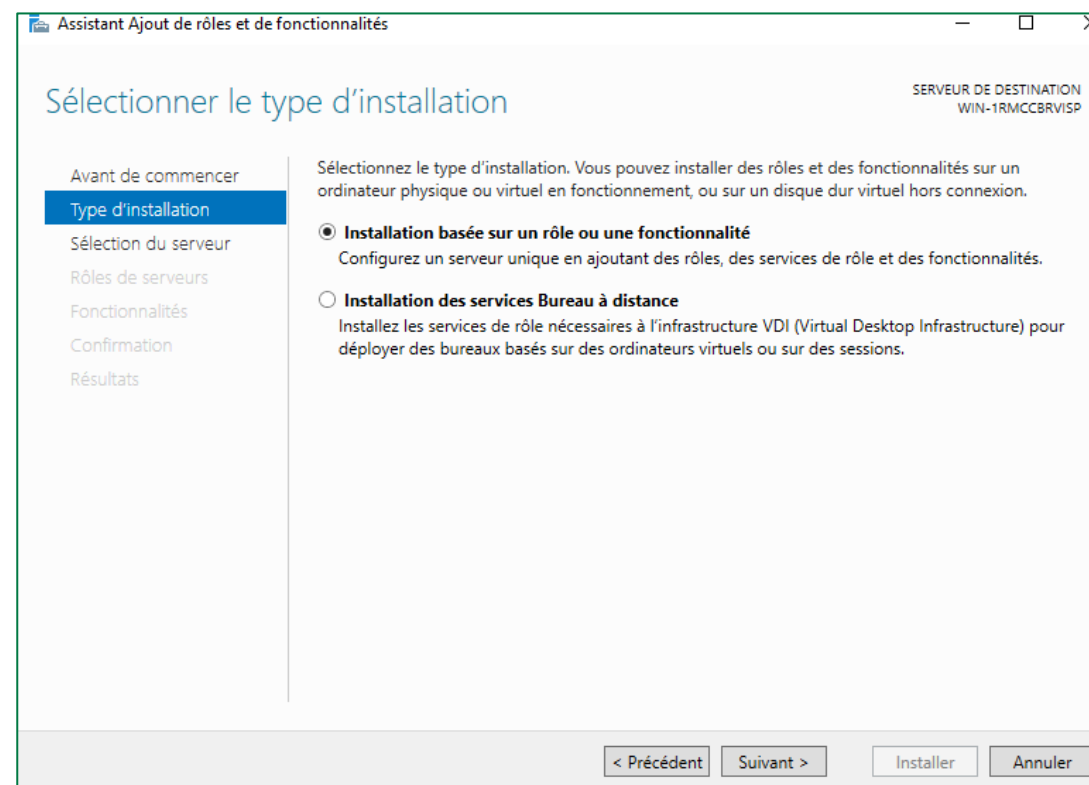 Assistant Ajout de rôles et de fonctionnalités
Sélectionner le type d'installation
SERVEUR DE DESTINATION
WIN-1RMCCBRVISP
Avant de commencer
Type d'installation
Sélection du serveur
Rôles de serveurs
Fonctionnalités
Confirmation
Résultats
Sélectionnez le type d'installation. Vous pouvez installer des rôles et des fonctionnalités sur un
ordinateur physique ou virtuel en fonctionnement, ou sur un disque dur virtuel hors connexion.
Installation basée sur un rôle ou une fonctionnalité
Configurez un serveur unique en ajoutant des rôles, des services de rôle et des fonctionnalités.
Installation des services Bureau à distance
Installez les services de rôle nécessaires à l'infrastructure VDI (Virtual Desktop Infrastructure) pour
déployer des bureaux basés sur des ordinateurs virtuels ou sur des sessions.
< Précédent
Suivant >
Installer
Annuler